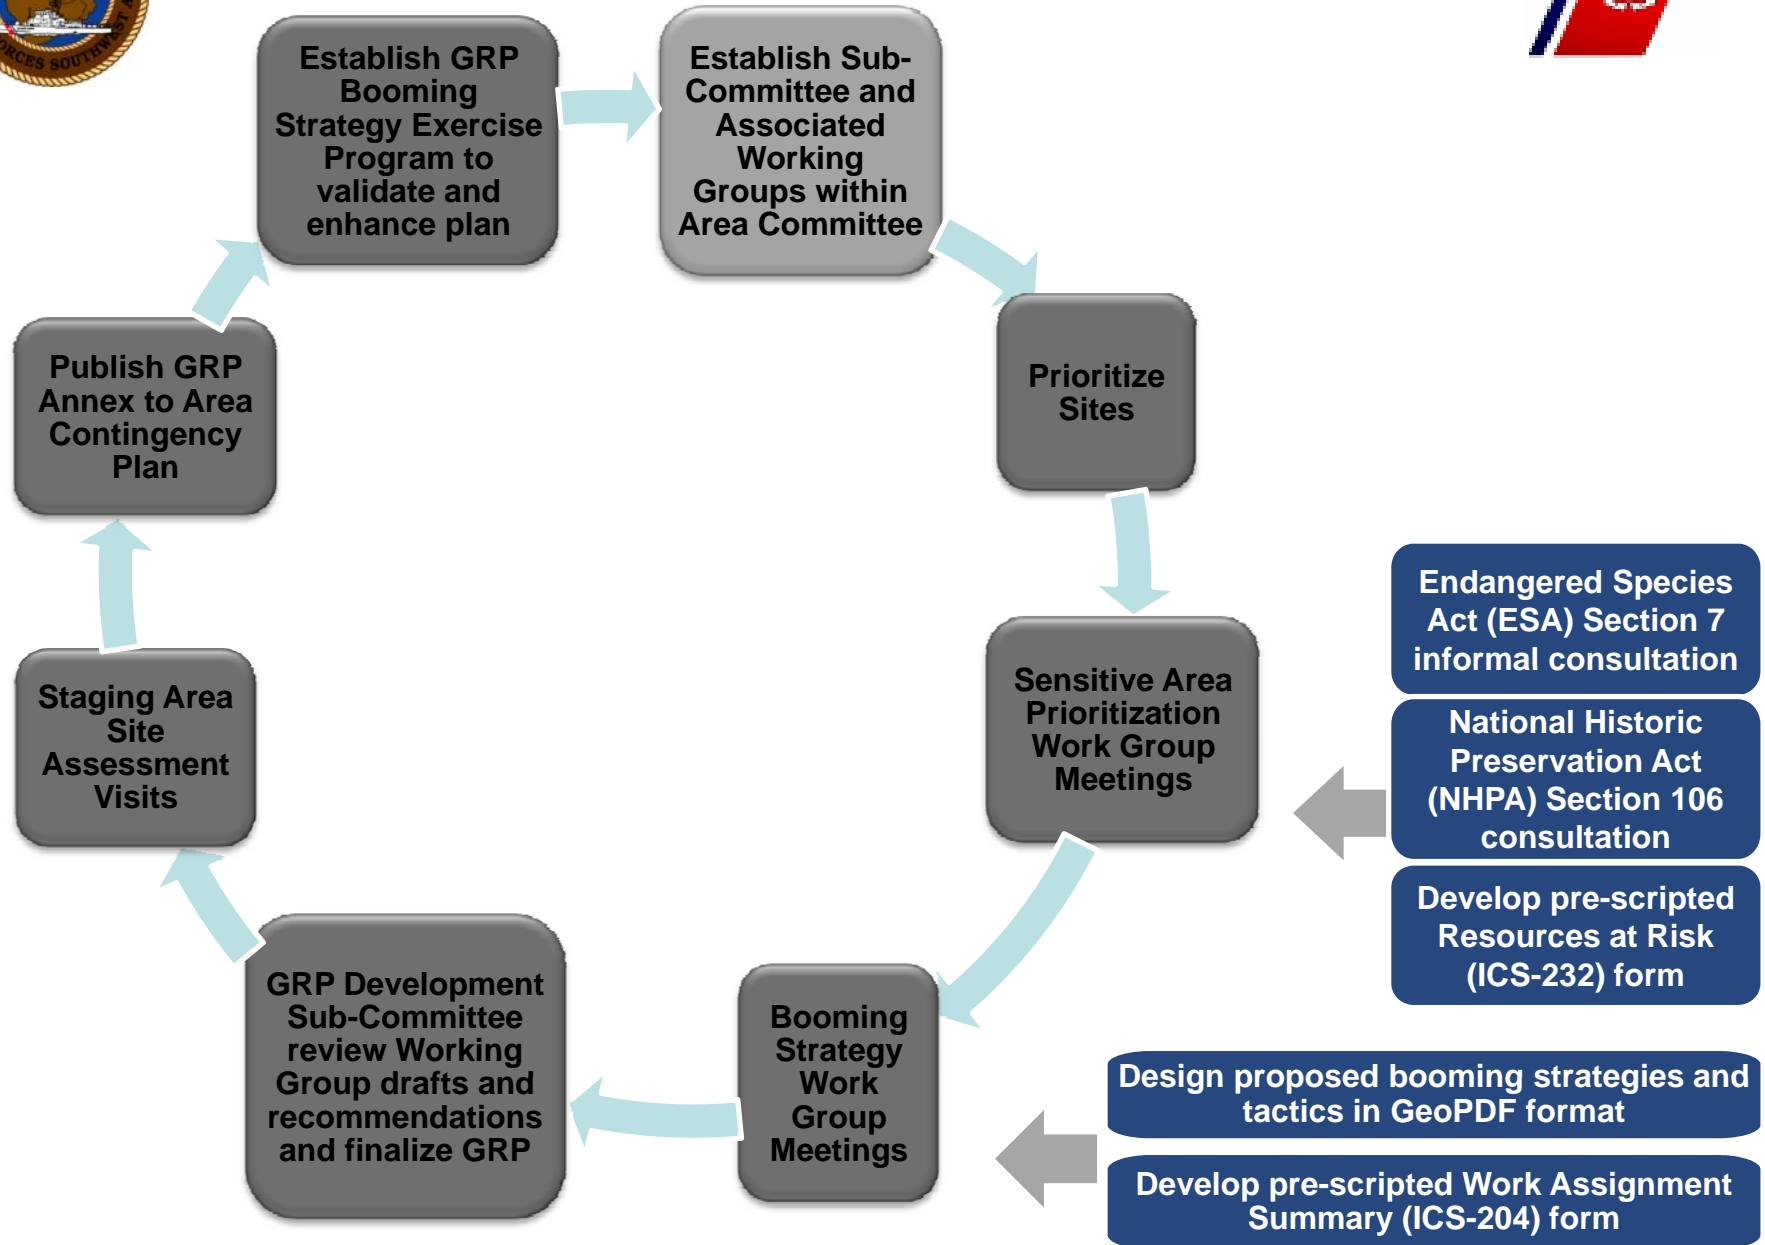 RCES SOUTHWEST A
Establish GRP
Booming
Strategy Exercise
Program to
validate and
enhance plan
Establish Sub-
Committee and
Associated
Working
Groups within
Area Committee
Prioritize
Sites
Sensitive Area
Prioritization
Work Group
Meetings
Endangered Species
Act (ESA) Section 7
informal consultation
National Historic
Preservation Act
(NHPA) Section 106
consultation
Develop pre-scripted
Resources at Risk
(ICS-232) form
Booming
Strategy
Work
Group
Meetings
Design proposed booming strategies and
tactics in GeoPDF format
Develop pre-scripted Work Assignment
Summary (ICS-204) form
GRP Development
Sub-Committee
review Working
Group drafts and
recommendations
and finalize GRP
Staging Area
Site
Assessment
Visits
Publish GRP
Annex to Area
Contingency
Plan